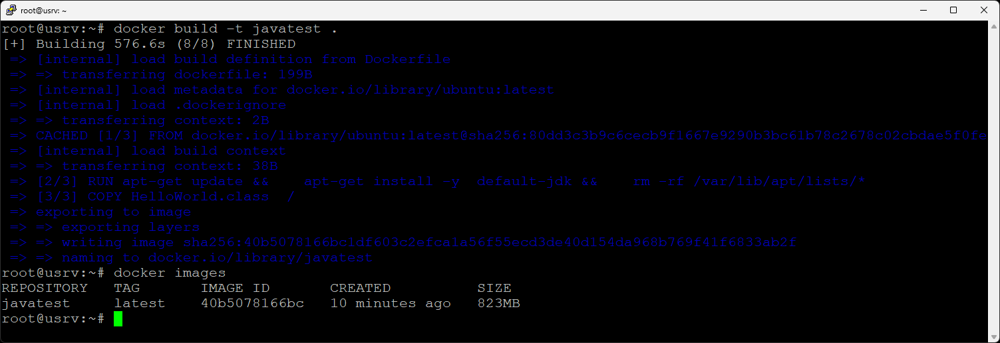 root@usrv: ~
root@usrv:~# docker build -t javatest .
[+] Building 576.6s (8/8) FINISHED
=> [internal] load build definition from Dockerfile
=> => transferring dockerfile: 199B
=> [internal] load metadata for docker.io/library/ubuntu:latest
=> [internal] load .dockerignore
=> => transferring context: 2B
=> CACHED [1/3] FROM docker.io/library/ubuntu:latest@sha256:80dd3c3b9c6cecb9f1667e9290b3bc61b78c2678c02cbdae5f0fe
=> [internal] load build context
=> => transferring context: 38B
=> [2/3] RUN apt-get update &&    apt-get install -y  default-jdk &&    rm -rf /var/lib/apt/lists/*
=> [3/3] COPY HelloWorld.class  /
=> exporting to image
=> => exporting layers
=> => writing image sha256:40b5078166bc1df603c2efca1a56f55ecd3de40d154da968b769f41f6833ab2f
=> => naming to docker.io/library/javatest
root@usrv:~# docker images
REPOSITORY   TAG       IMAGE ID       CREATED          SIZE
javatest     latest    40b5078166bc   10 minutes ago   823MB
root@usrv:~#